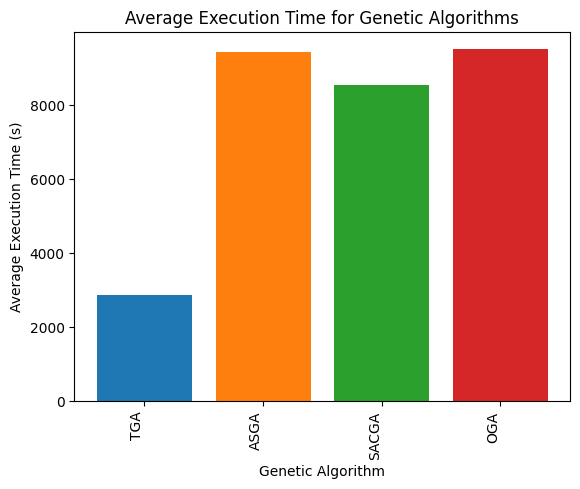 Average Execution Time for Genetic Algorithms
Average Execution Time (s)
8000
6000
4000
2000
0
TGA
ASGA
SACGA
OGA
Genetic Algorithm